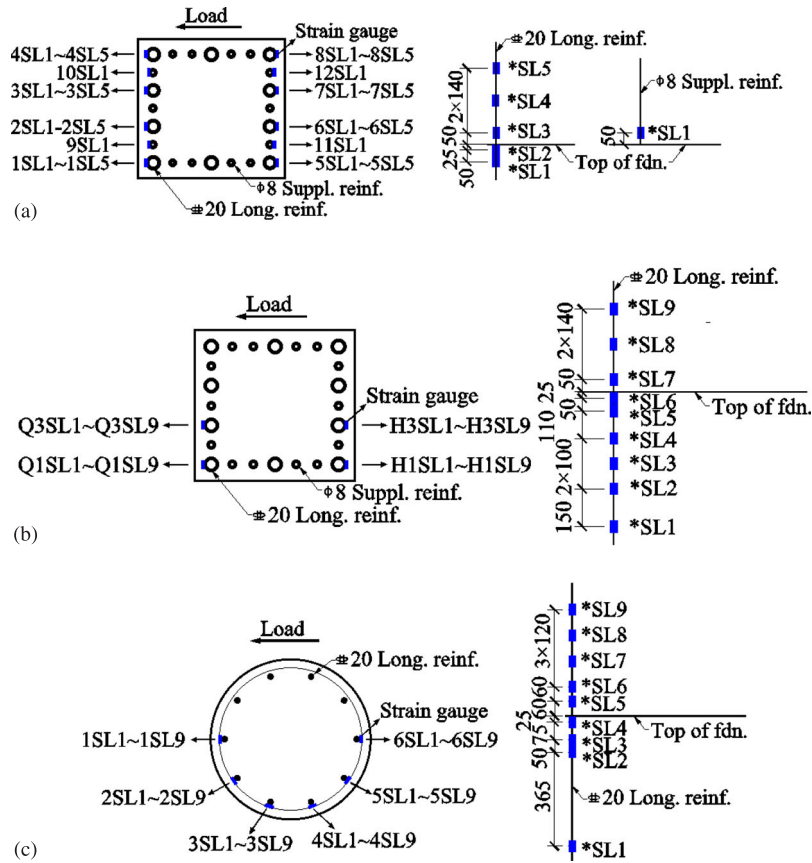 Load
Strain gauge
4SL1~4SL5
8SL1~8SL5
10SL1
12SL1
3SL1~3SL5
7SL1~7SL5
2SL1-2SL5
6SL1~6SL5
9SL1
11SL1
1SL1~1SL5
5SL1~5SL5
ϕ8 Suppl. reinf.
⌀20 Long. reinf.
(a)
⌀20 Long. reinf.
*SL5
*SL4
*SL3
*SL2
*SL1
2×140
50
25
50
Top of fdn.
ϕ8 Suppl. reinf.
*SL1
50
Load
Strain gauge
Q3SL1~Q3SL9
H3SL1~H3SL9
Q1SL1~Q1SL9
H1SL1~H1SL9
ϕ8 Suppl. reinf.
⌀20 Long. reinf.
(b)
⌀20 Long. reinf.
*SL9
*SL8
*SL7
*SL6
*SL5
*SL4
*SL3
*SL2
*SL1
2×140
50
25
50
110
2×100
150
Top of fdn.
Load
⌀20 Long. reinf.
Strain gauge
1SL1~1SL9
6SL1~6SL9
2SL1~2SL9
5SL1~5SL9
3SL1~3SL9
4SL1~4SL9
(c)
*SL9
*SL8
*SL7
*SL6
*SL5
*SL4
*SL3
*SL2
*SL1
3×120
60
60
25
75
50
365
Top of fdn.
⌀20 Long. reinf.